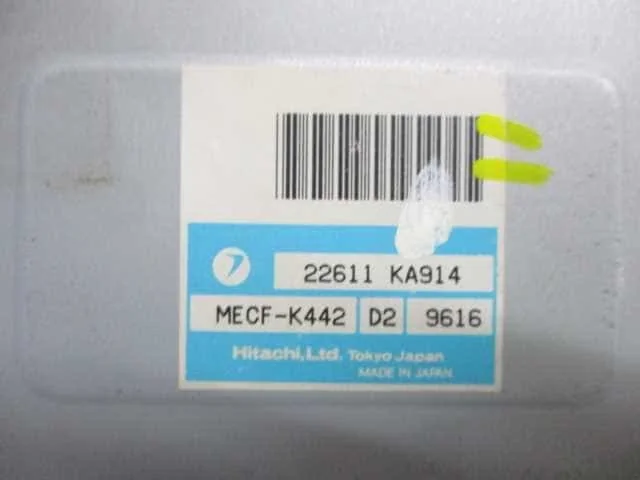 22611 KA914
MECF-K442 D2 9616
Hitachi,Ltd. Tokyo Japan
MADE IN JAPAN